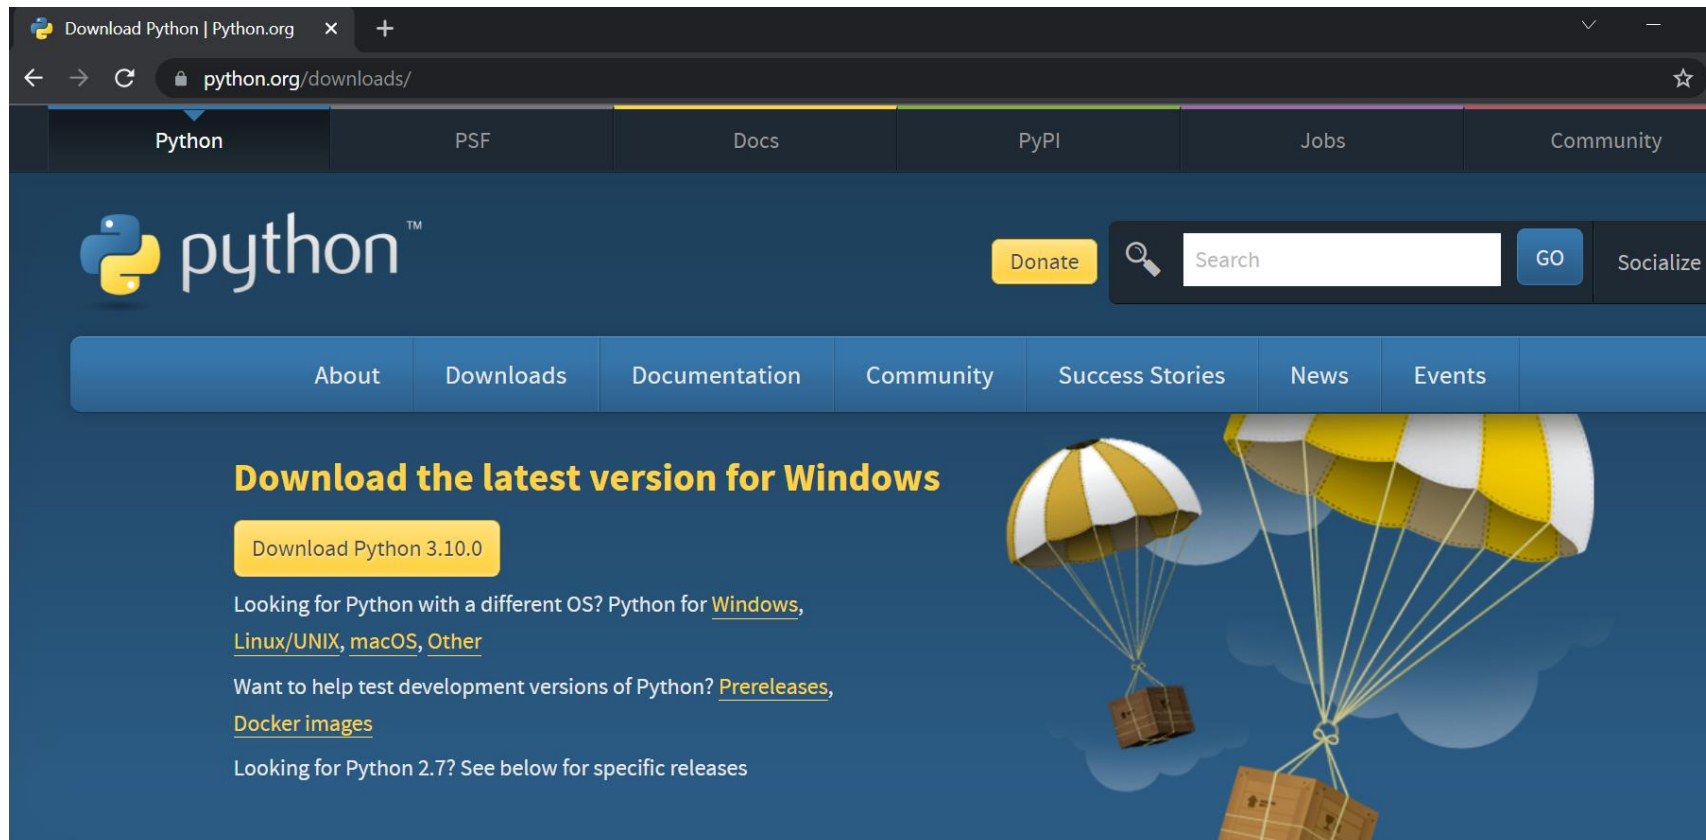 Download Python | Python.org
python.org/downloads/
Python PSF Docs PyPI Jobs Community
python™
Donate Search GO Socialize
About Downloads Documentation Community Success Stories News Events
Download the latest version for Windows
Download Python 3.10.0
Looking for Python with a different OS? Python for Windows,
Linux/UNIX, macOS, Other
Want to help test development versions of Python? Prereleases,
Docker images
Looking for Python 2.7? See below for specific releases